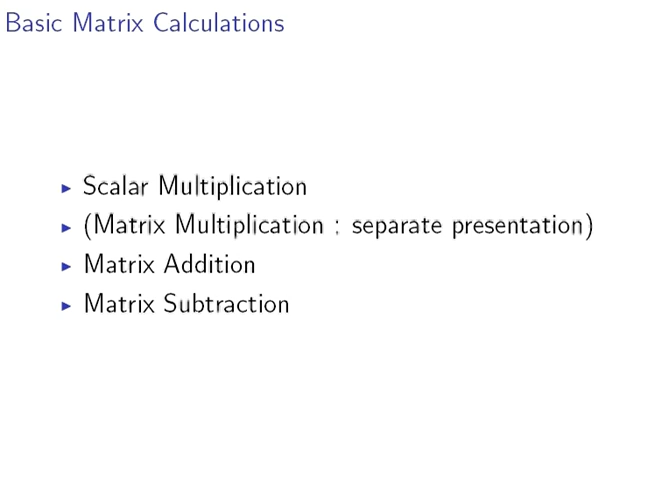 Basic Matrix Calculations
▶ Scalar Multiplication
▶ (Matrix Multiplication : separate presentation)
▶ Matrix Addition
▶ Matrix Subtraction